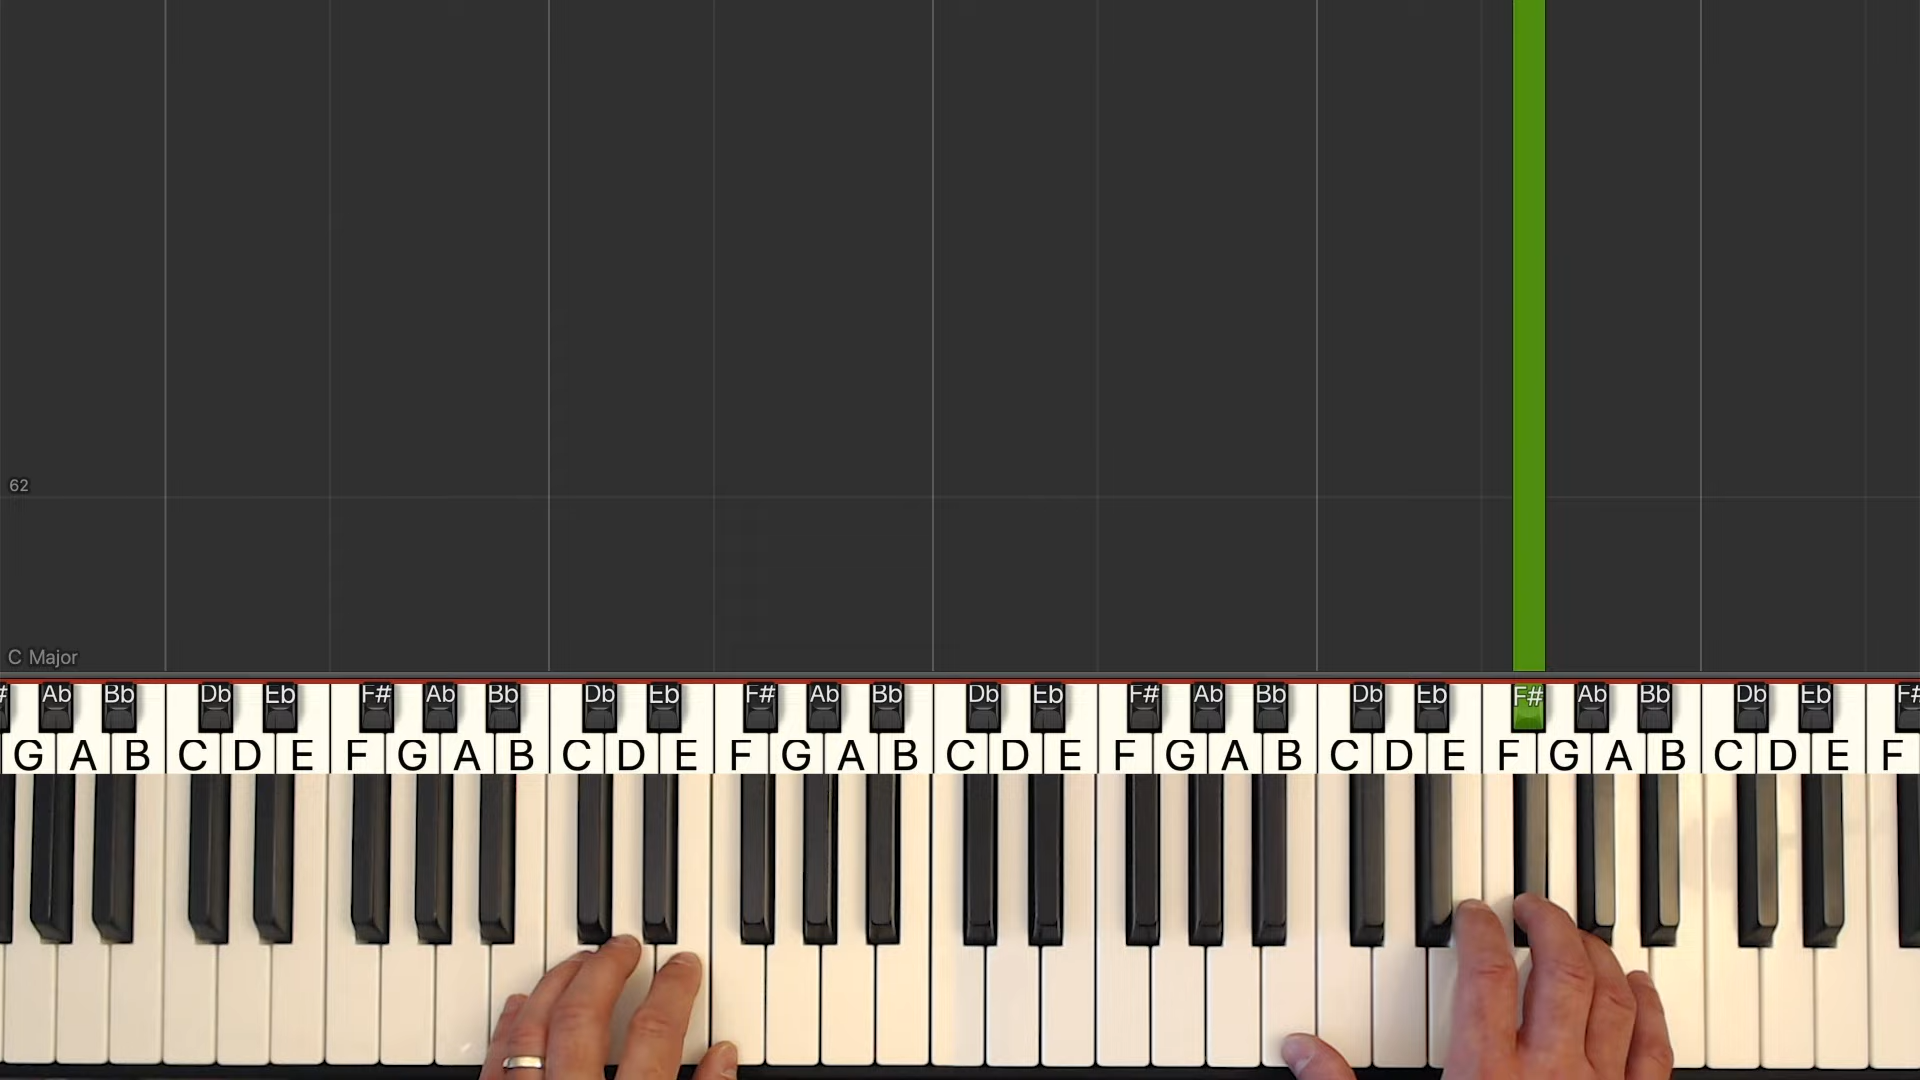 62
C Major
# Ab Bb Db Eb F# Ab Bb Db Eb F# Ab Bb Db Eb F# Ab Bb Db Eb F# Ab Bb Db Eb F#
G A B C D E F G A B C D E F G A B C D E F G A B C D E F G A B C D E F